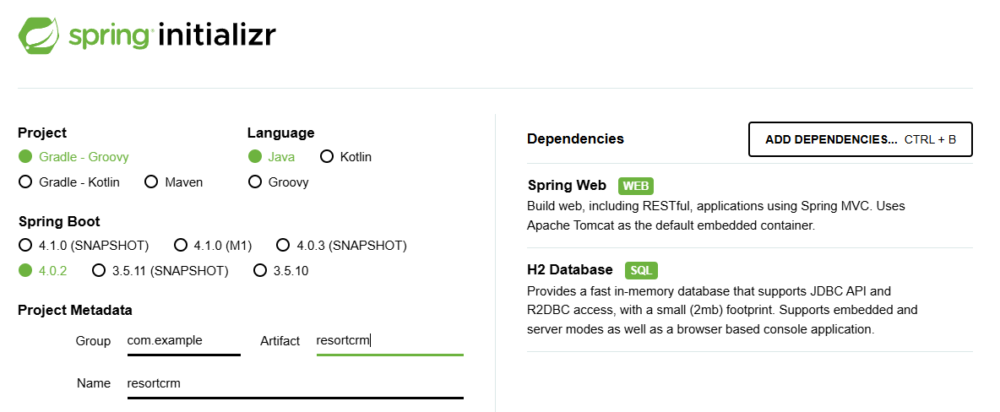 spring initializr
Project
Gradle - Groovy
Gradle - Kotlin Maven
Language
Java Kotlin
Groovy
Spring Boot
4.1.0 (SNAPSHOT) 4.1.0 (M1) 4.0.3 (SNAPSHOT)
4.0.2 3.5.11 (SNAPSHOT) 3.5.10
Project Metadata
Group com.example Artifact resortcrm
Name resortcrm
Dependencies ADD DEPENDENCIES... CTRL + B
Spring Web WEB
Build web, including RESTful, applications using Spring MVC. Uses
Apache Tomcat as the default embedded container.
H2 Database SQL
Provides a fast in-memory database that supports JDBC API and
R2DBC access, with a small (2mb) footprint. Supports embedded and
server modes as well as a browser based console application.